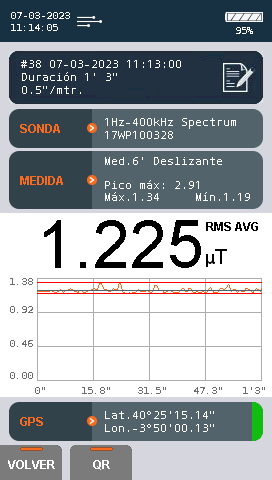 07-03-2023
11:14:05
95%
#38 07-03-2023 11:13:00
Duración 1' 3"
0.5"/mtr.
SONDA
1Hz-400kHz Spectrum
17WP100328
MEDIDA
Med.6' Deslizante
Pico máx: 2.91
Máx.1.34 Mín.1.19
1.225 RMS AVG
µT
1.38
0.92
0.46
0.00
0" 15.8" 31.5" 47.3" 1'3"
GPS
Lat.40°25'15.14"
Lon.-3°50'00.13"
VOLVER QR